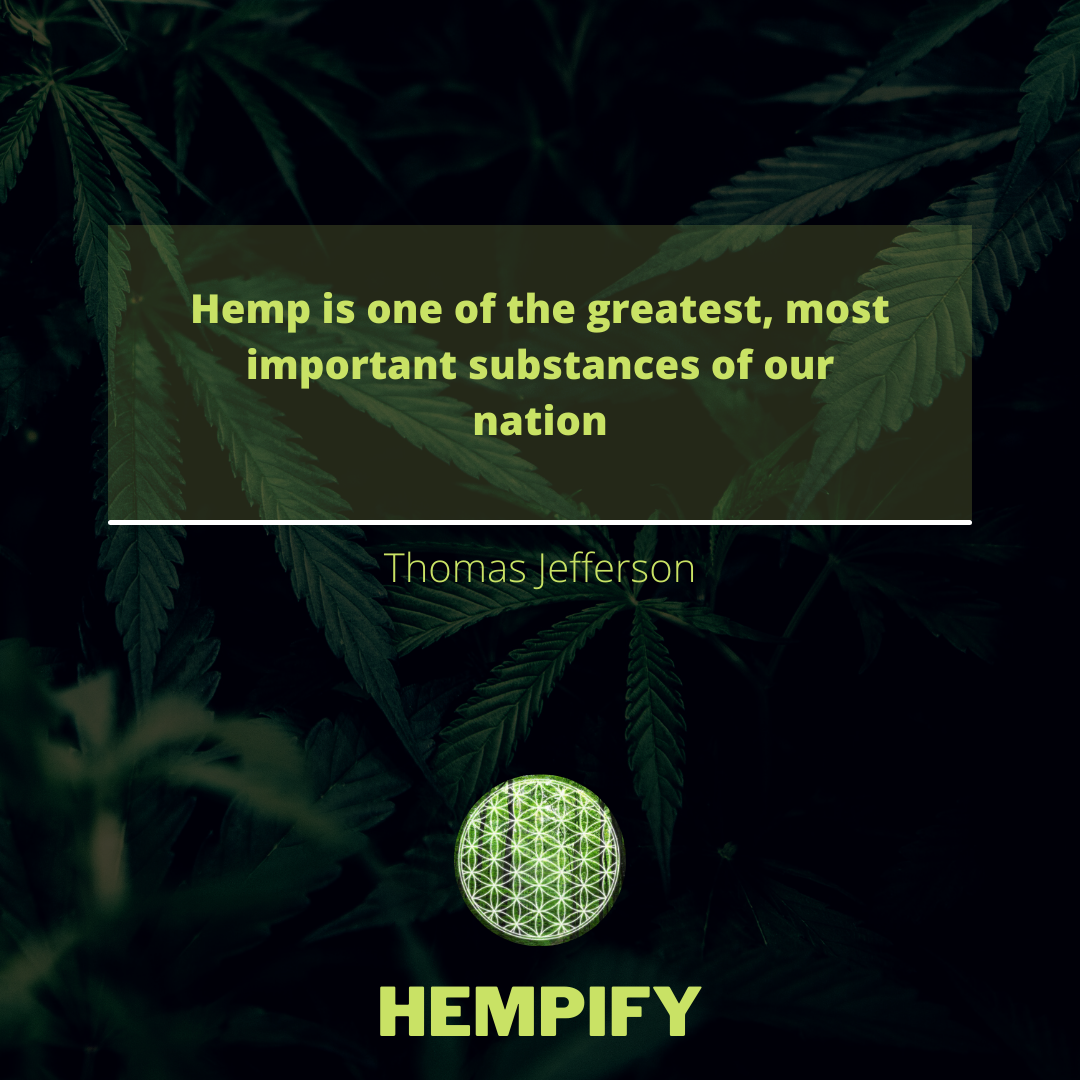 Hemp is one of the greatest, most
important substances of our
nation
Thomas Jefferson
HEMPIFY